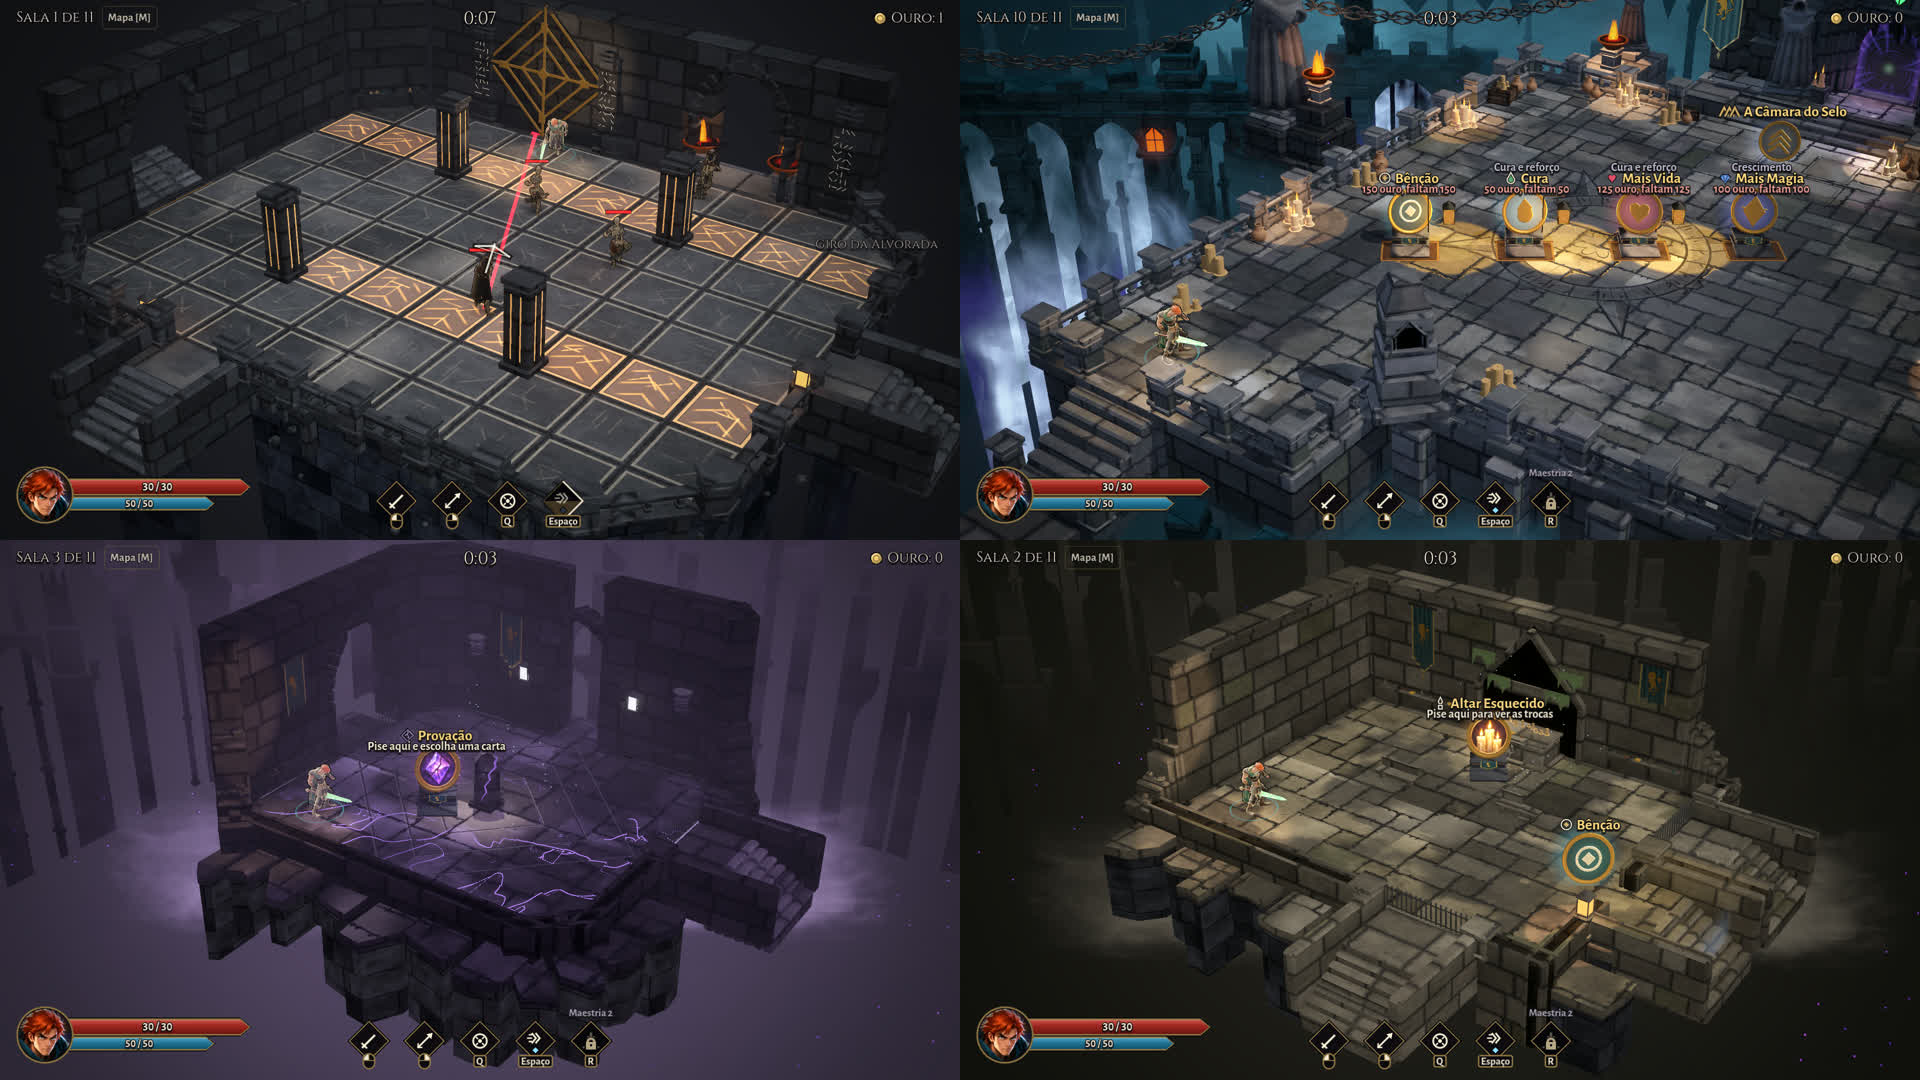 SALA 1 DE 11
Mapa [M]
0:07
OURO: 1
GIRO DA ALVORADA
30/30
50/50
Q
Espaço
SALA 10 DE 11
Mapa [M]
0:03
OURO: 0
A Câmara do Selo
Bênção
150 ouro, faltam 150
Cura e reforço
Cura
50 ouro, faltam 50
Cura e reforço
Mais Vida
125 ouro, faltam 125
Crescimento
Mais Magia
100 ouro, faltam 100
30/30
50/50
Maestria 2
Q
Espaço
R
SALA 3 DE 11
Mapa [M]
0:03
OURO: 0
Provação
Pise aqui e escolha uma carta
30/30
50/50
Maestria 2
Q
Espaço
R
SALA 2 DE 11
Mapa [M]
0:03
OURO: 0
Altar Esquecido
Pise aqui para ver as trocas
Bênção
30/30
50/50
Maestria 2
Q
Espaço
R